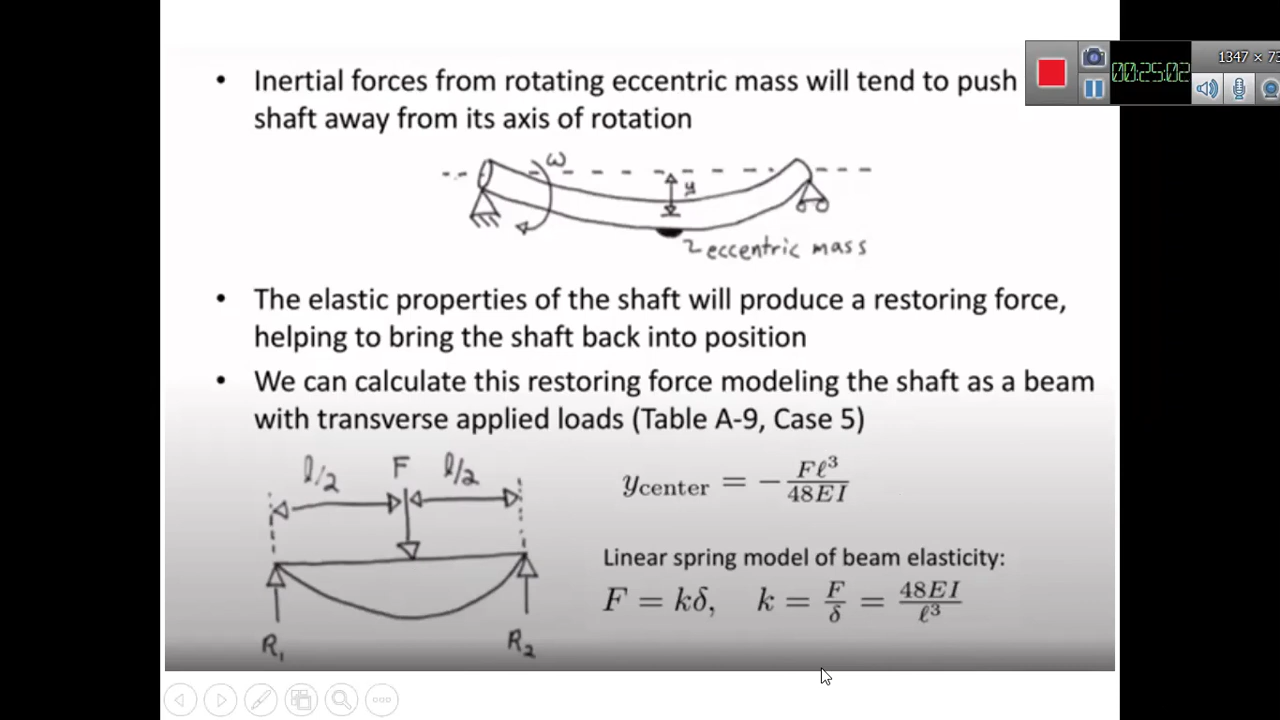 00:25:02
1347 × 73
• Inertial forces from rotating eccentric mass will tend to push
shaft away from its axis of rotation
ω
y
eccentric mass
• The elastic properties of the shaft will produce a restoring force,
helping to bring the shaft back into position
• We can calculate this restoring force modeling the shaft as a beam
with transverse applied loads (Table A-9, Case 5)
l/2 F l/2
R₁ R₂
y_center = − Fℓ³/48EI
Linear spring model of beam elasticity:
F = kδ, k = F/δ = 48EI/ℓ³